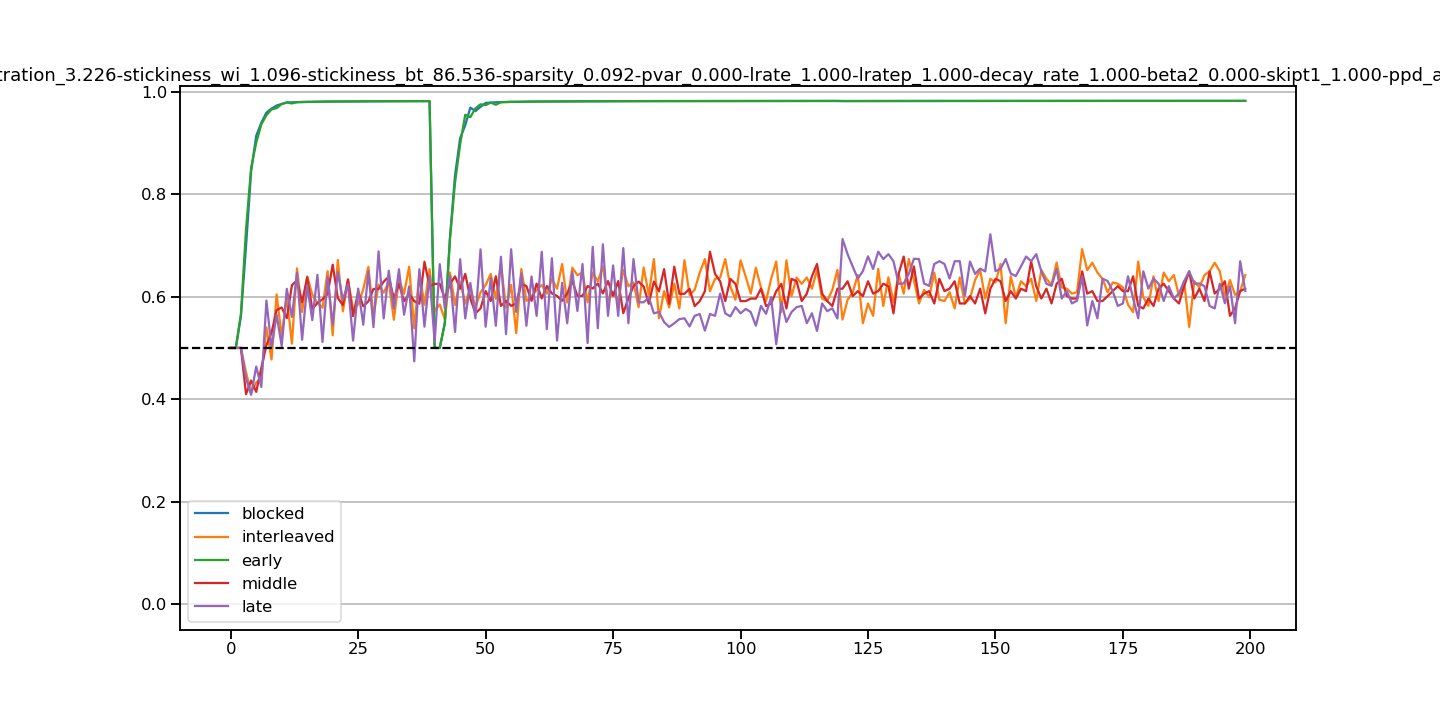 tration_3.226-stickiness_wi_1.096-stickiness_bt_86.536-sparsity_0.092-pvar_0.000-lrate_1.000-lratep_1.000-decay_rate_1.000-beta2_0.000-skipt1_1.000-ppd_a
1.0
0.8
0.6
0.4
0.2
0.0
blocked
interleaved
early
middle
late
0 25 50 75 100 125 150 175 200